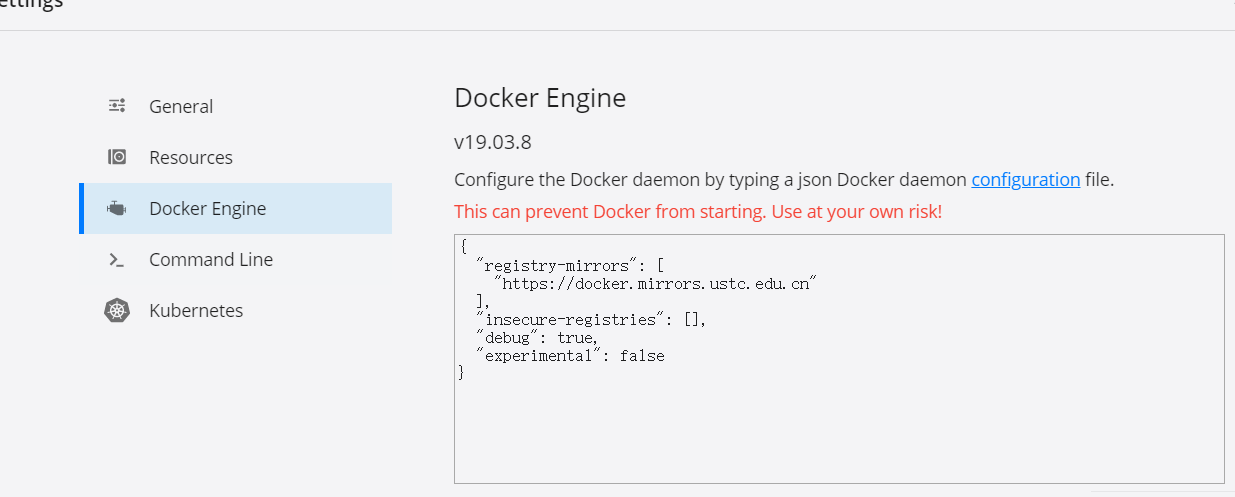 ettings
General
Resources
Docker Engine
Command Line
Kubernetes
Docker Engine
v19.03.8
Configure the Docker daemon by typing a json Docker daemon configuration file.
This can prevent Docker from starting. Use at your own risk!
{
  "registry-mirrors": [
    "https://docker.mirrors.ustc.edu.cn"
  ],
  "insecure-registries": [],
  "debug": true,
  "experimental": false
}